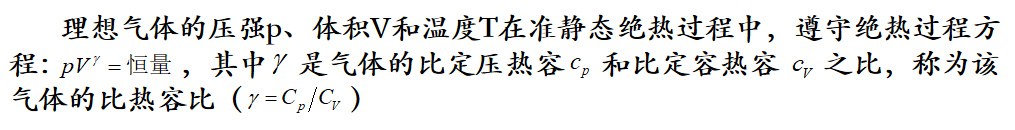 理想气体的压强p、体积V和温度T在准静态绝热过程中，遵守绝热过程方
程：pV^γ = 恒量 ，其中γ 是气体的比定压热容c_p 和比定容热容 c_V 之比，称为该
气体的比热容比（γ = C_p/C_V ）